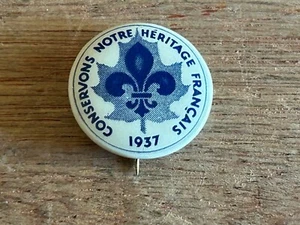 CONSERVONS NOTRE HÉRITAGE FRANÇAIS
1937